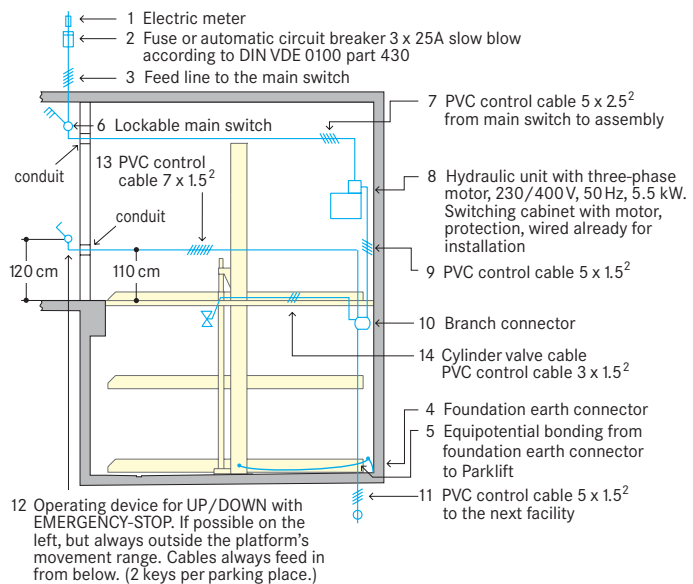 1 Electric meter
2 Fuse or automatic circuit breaker 3 x 25A slow blow
according to DIN VDE 0100 part 430
3 Feed line to the main switch
7 PVC control cable 5 x 2.5²
from main switch to assembly
6 Lockable main switch
13 PVC control
cable 7 x 1.5²
conduit
8 Hydraulic unit with three-phase
motor, 230/400V, 50Hz, 5.5 kW.
Switching cabinet with motor,
protection, wired already for
installation
conduit
120 cm
110 cm
9 PVC control cable 5 x 1.5²
10 Branch connector
14 Cylinder valve cable
PVC control cable 3 x 1.5²
4 Foundation earth connector
5 Equipotential bonding from
foundation earth connector
to Parklift
11 PVC control cable 5 x 1.5²
to the next facility
12 Operating device for UP/DOWN with
EMERGENCY-STOP. If possible on the
left, but always outside the platform's
movement range. Cables always feed in
from below. (2 keys per parking place.)